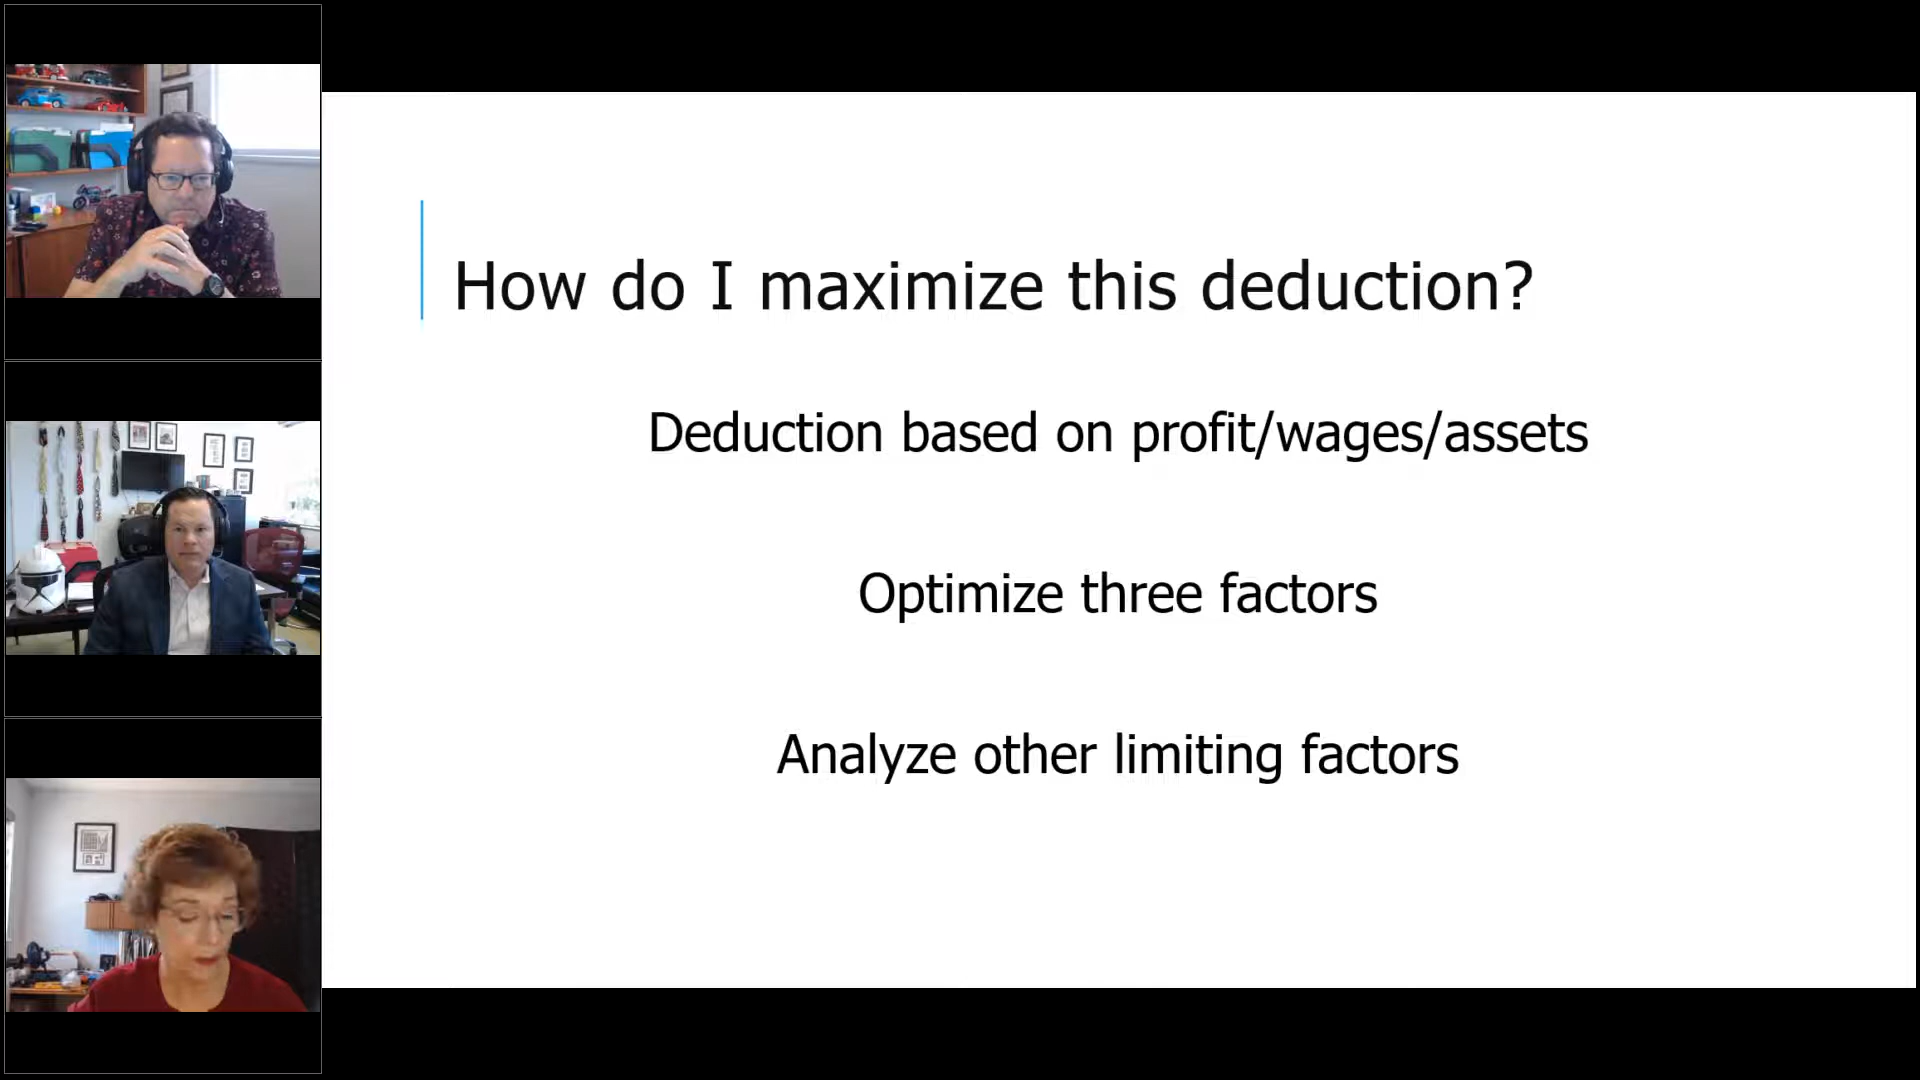 How do I maximize this deduction?
Deduction based on profit/wages/assets
Optimize three factors
Analyze other limiting factors